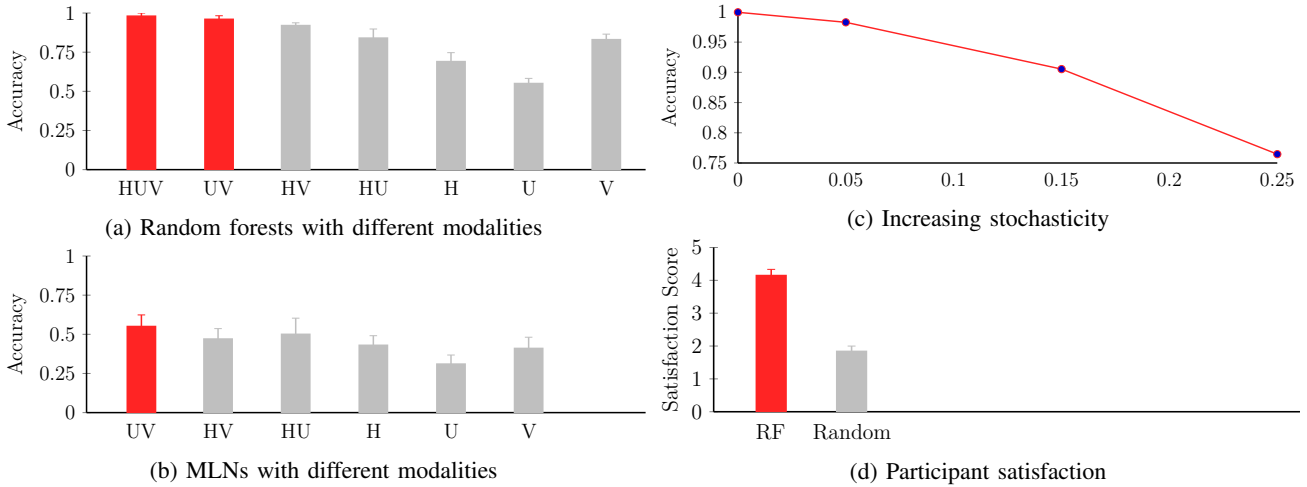 1
0.75
0.5
0.25
0
Accuracy
HUV UV HV HU H U V
(a) Random forests with different modalities
1
0.75
0.5
0.25
0
Accuracy
UV HV HU H U V
(b) MLNs with different modalities
1
0.95
0.9
0.85
0.8
0.75
Accuracy
0 0.05 0.1 0.15 0.2 0.25
(c) Increasing stochasticity
5
4
3
2
1
0
Satisfaction Score
RF Random
(d) Participant satisfaction